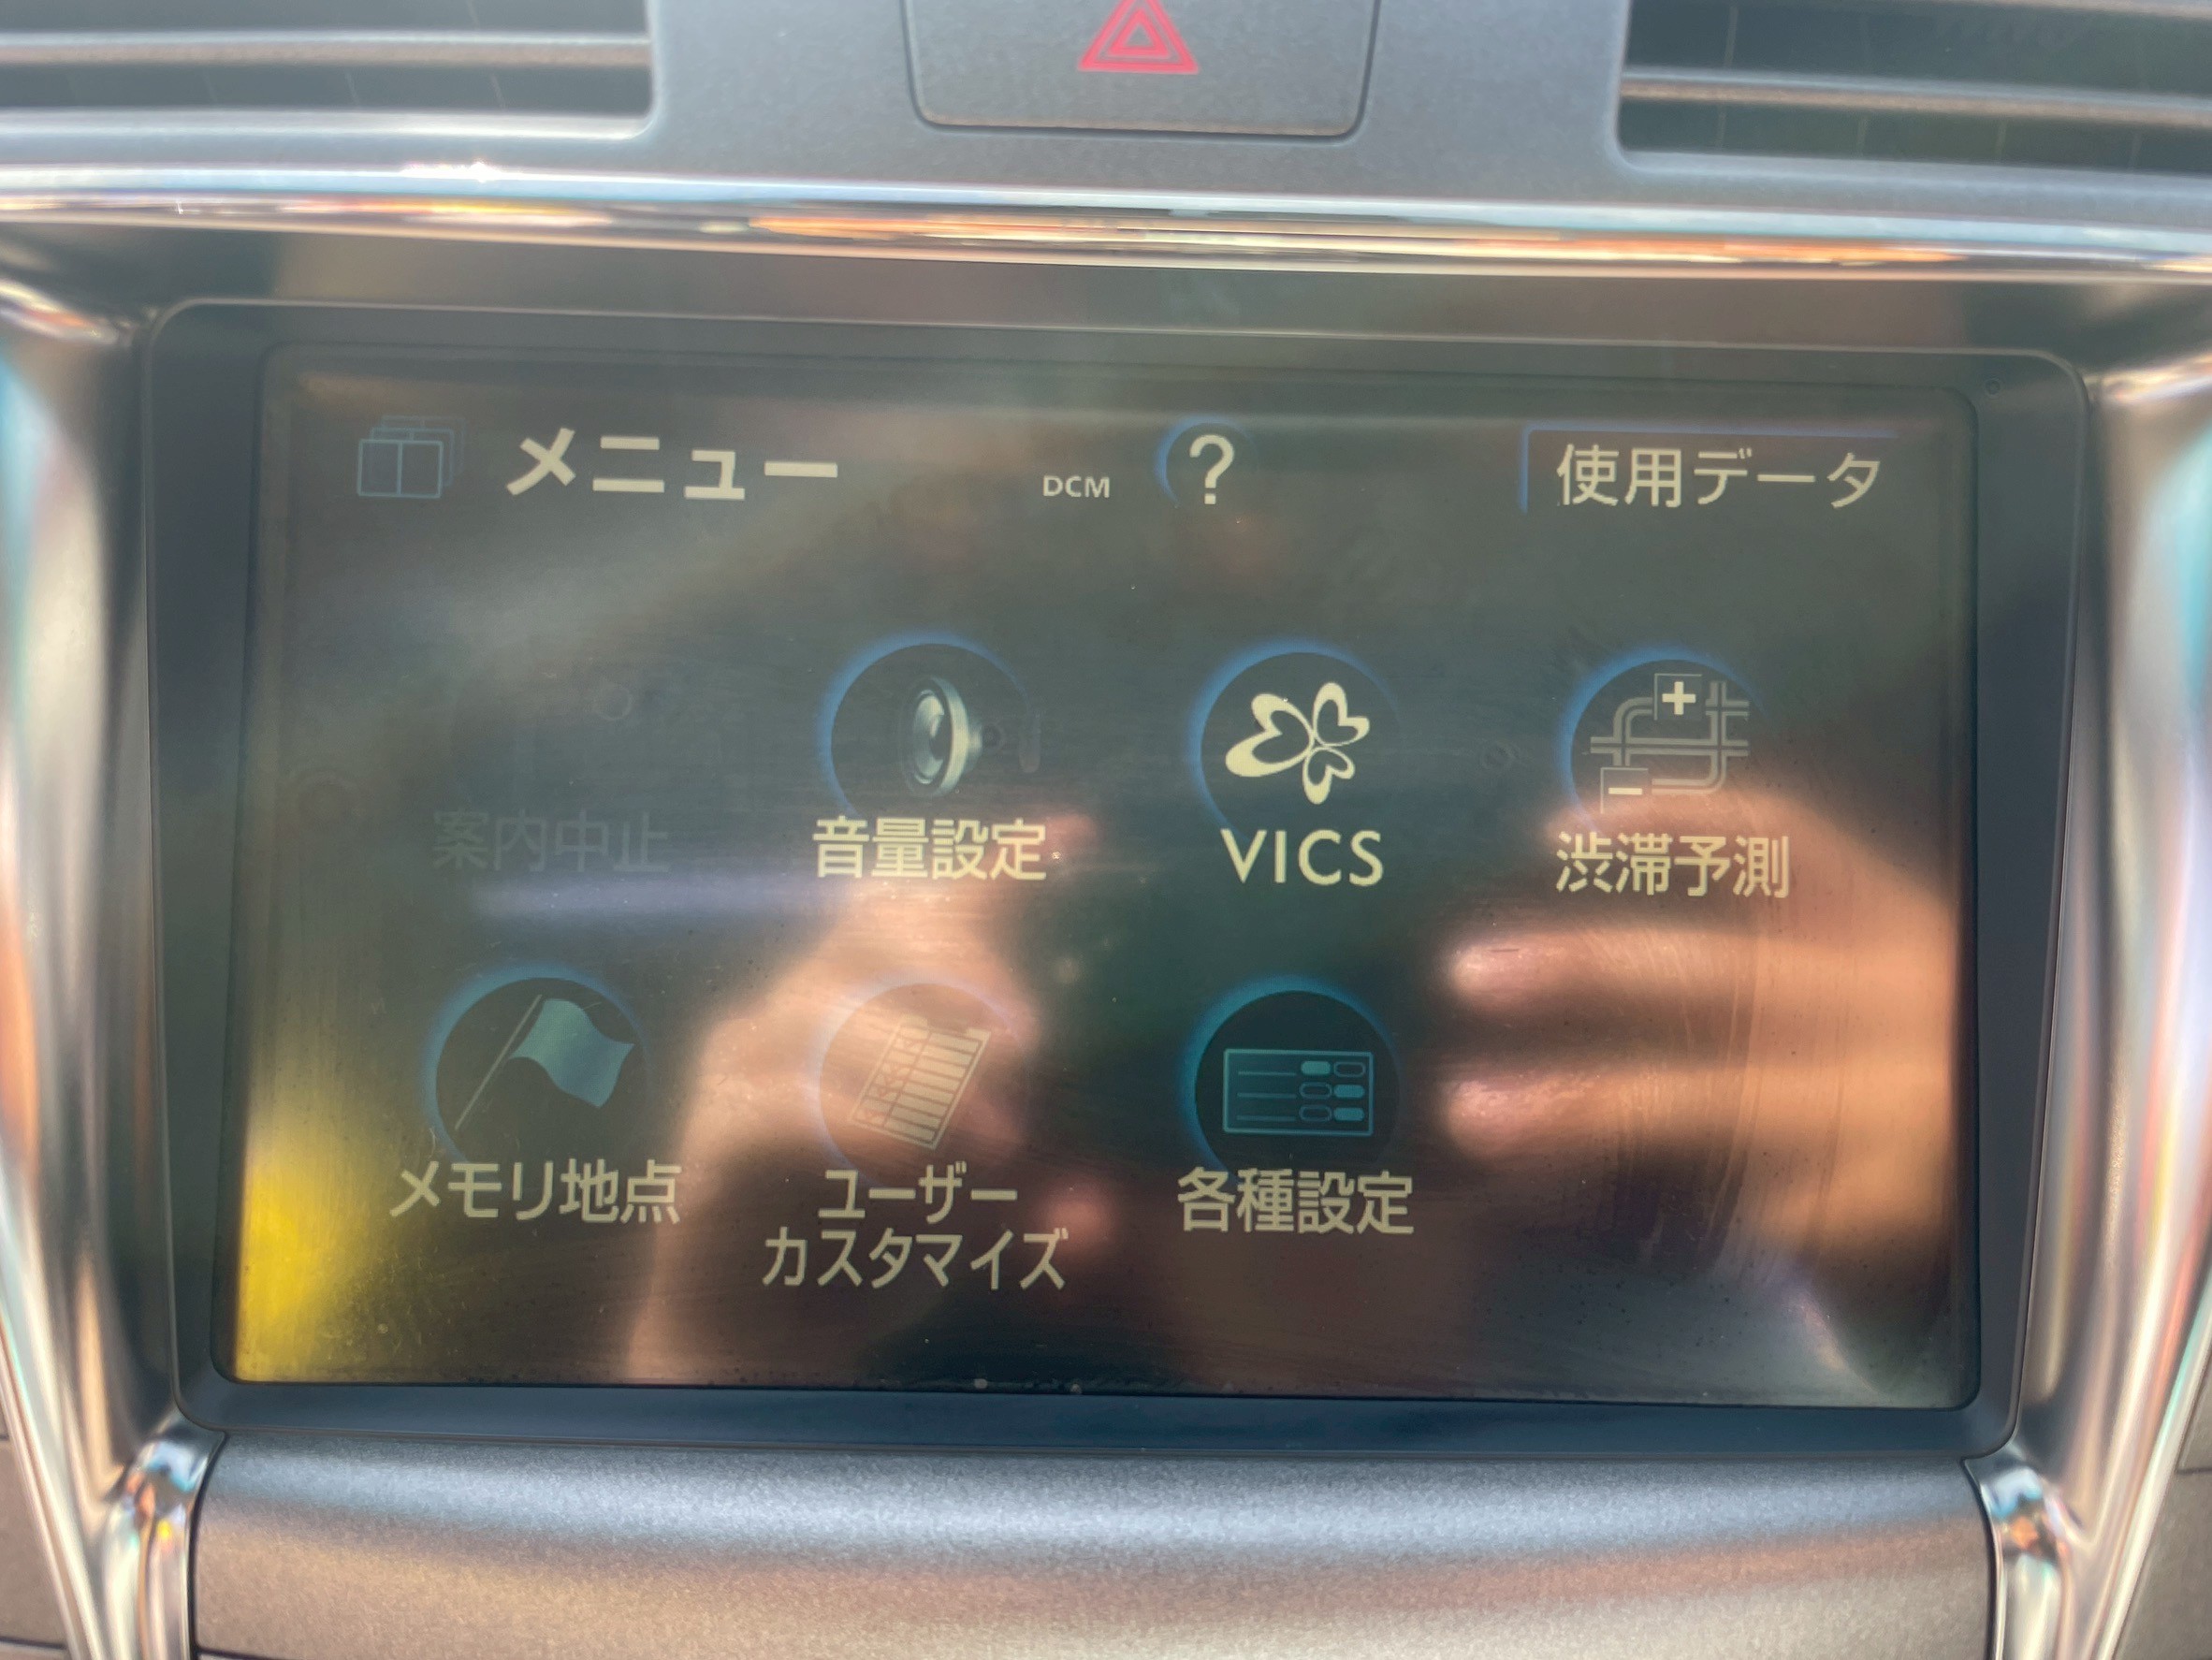 メニュー
DCM
?
使用データ
案内中止
音量設定
VICS
渋滞予測
メモリ地点
ユーザー
カスタマイズ
各種設定